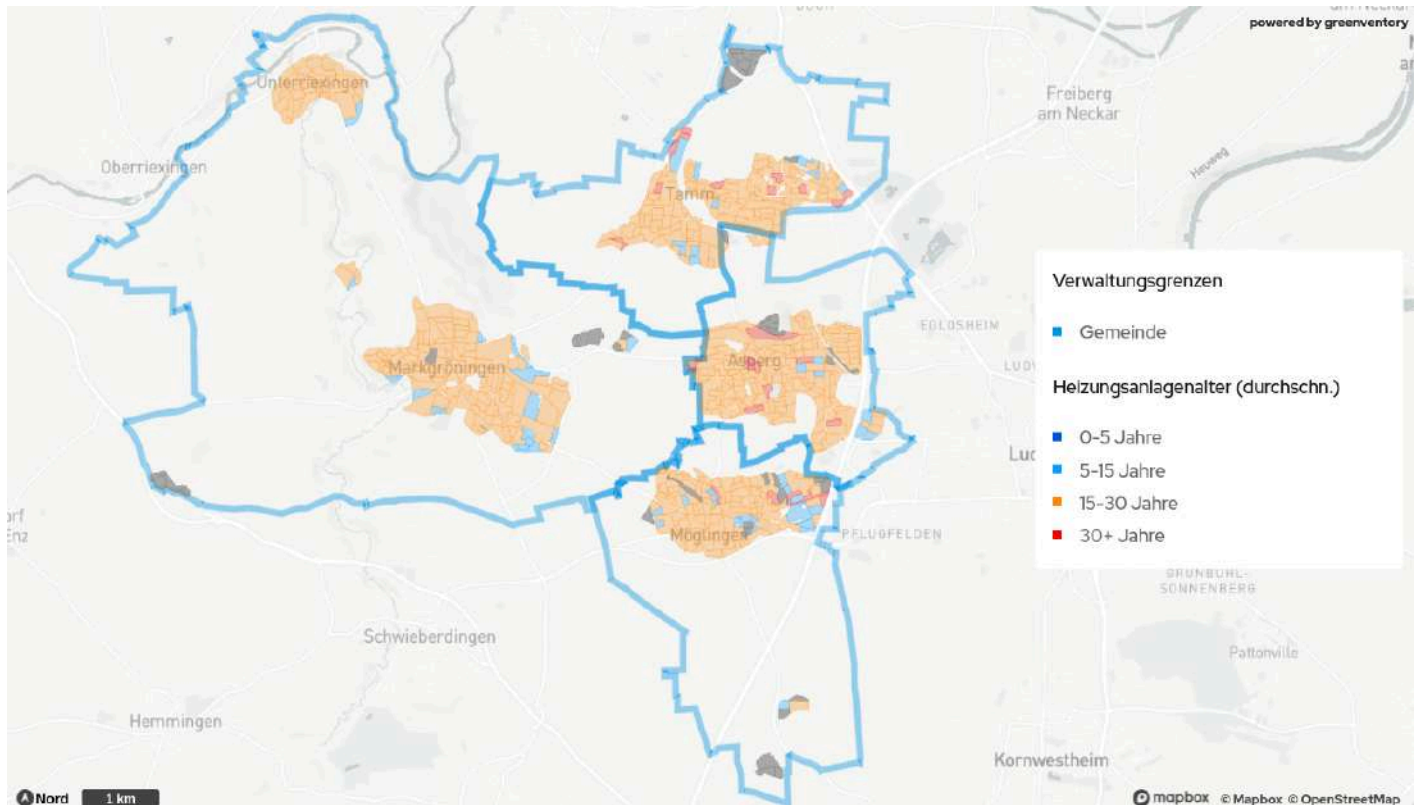 powered by greenventory
Unterriexingen
Freiberg
am Neckar
Oberriexingen
Heuweg
Tamm
Verwaltungsgrenzen
EGLOSHEIM
Gemeinde
Markgröningen
Asperg
Heizungsanlagenalter (durchschn.)
0-5 Jahre
5-15 Jahre
15-30 Jahre
30+ Jahre
Möglingen
PFLUGFELDEN
GRÜNBÜHL-
SONNENBERG
Schwieberdingen
Pattonville
Hemmingen
Kornwestheim
Nord 1 km
mapbox © Mapbox © OpenStreetMap